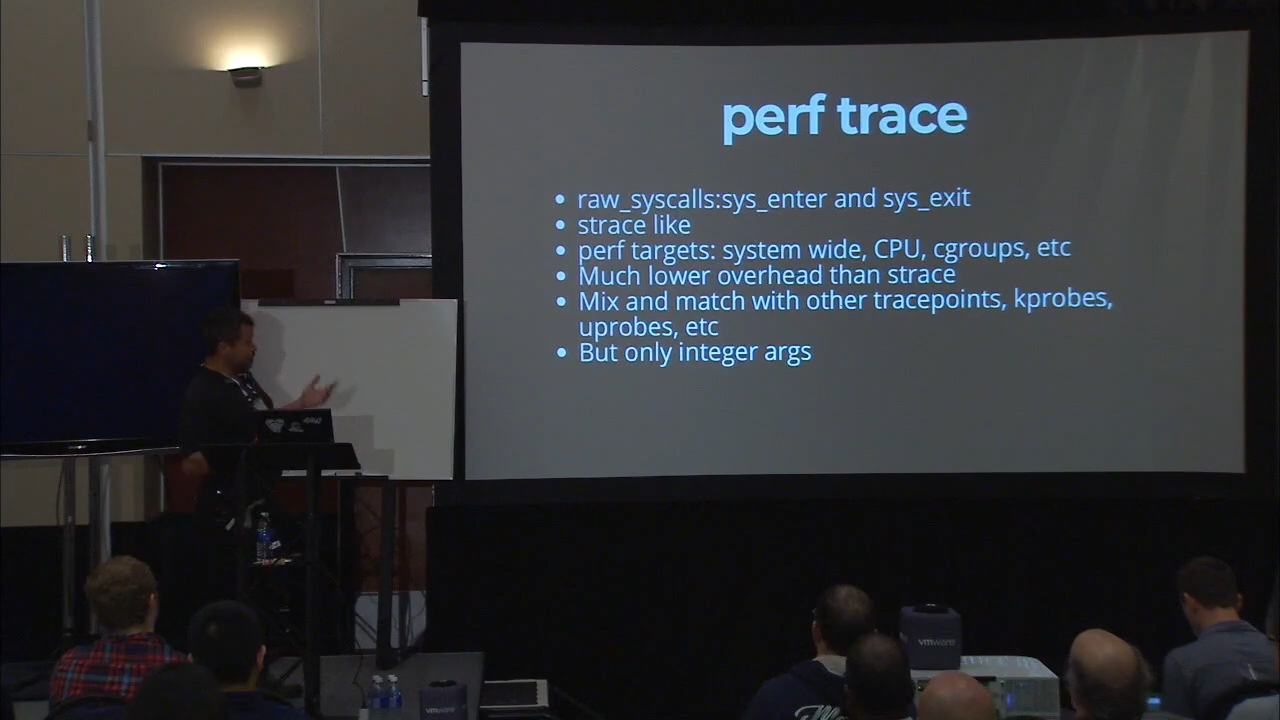 perf trace
• raw_syscalls:sys_enter and sys_exit
• strace like
• perf targets: system wide, CPU, cgroups, etc
• Much lower overhead than strace
• Mix and match with other tracepoints, kprobes,
uprobes, etc
• But only integer args
vmware
vmware